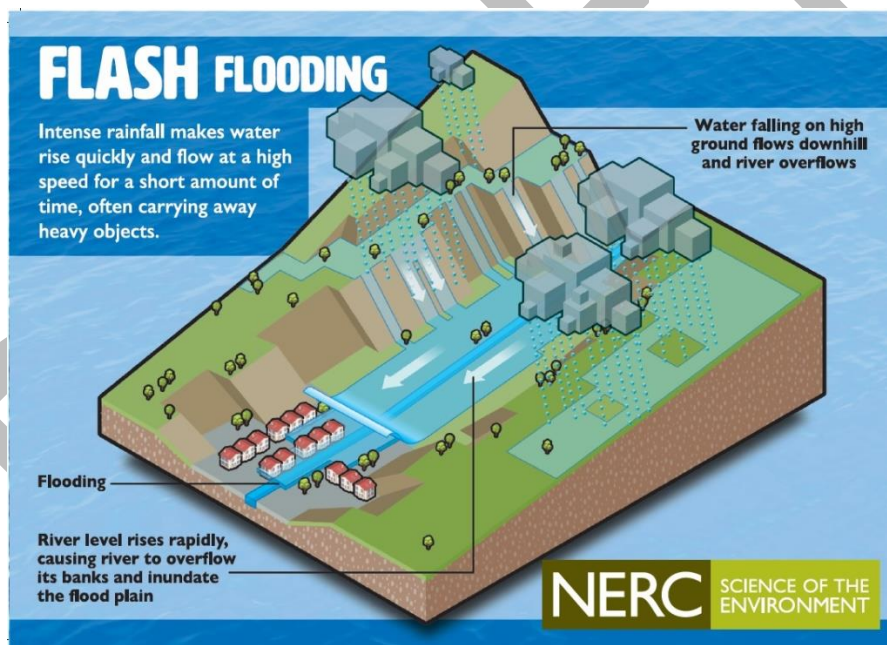 FLASH FLOODING
Intense rainfall makes water
rise quickly and flow at a high
speed for a short amount of
time, often carrying away
heavy objects.
Water falling on high
ground flows downhill
and river overflows
Flooding
River level rises rapidly,
causing river to overflow
its banks and inundate
the flood plain
NERC
SCIENCE OF THE
ENVIRONMENT